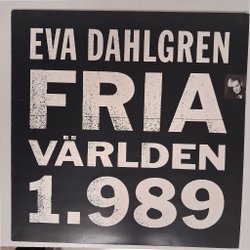 EVA DAHLGREN
FRIA
VÄRLDEN
1.989